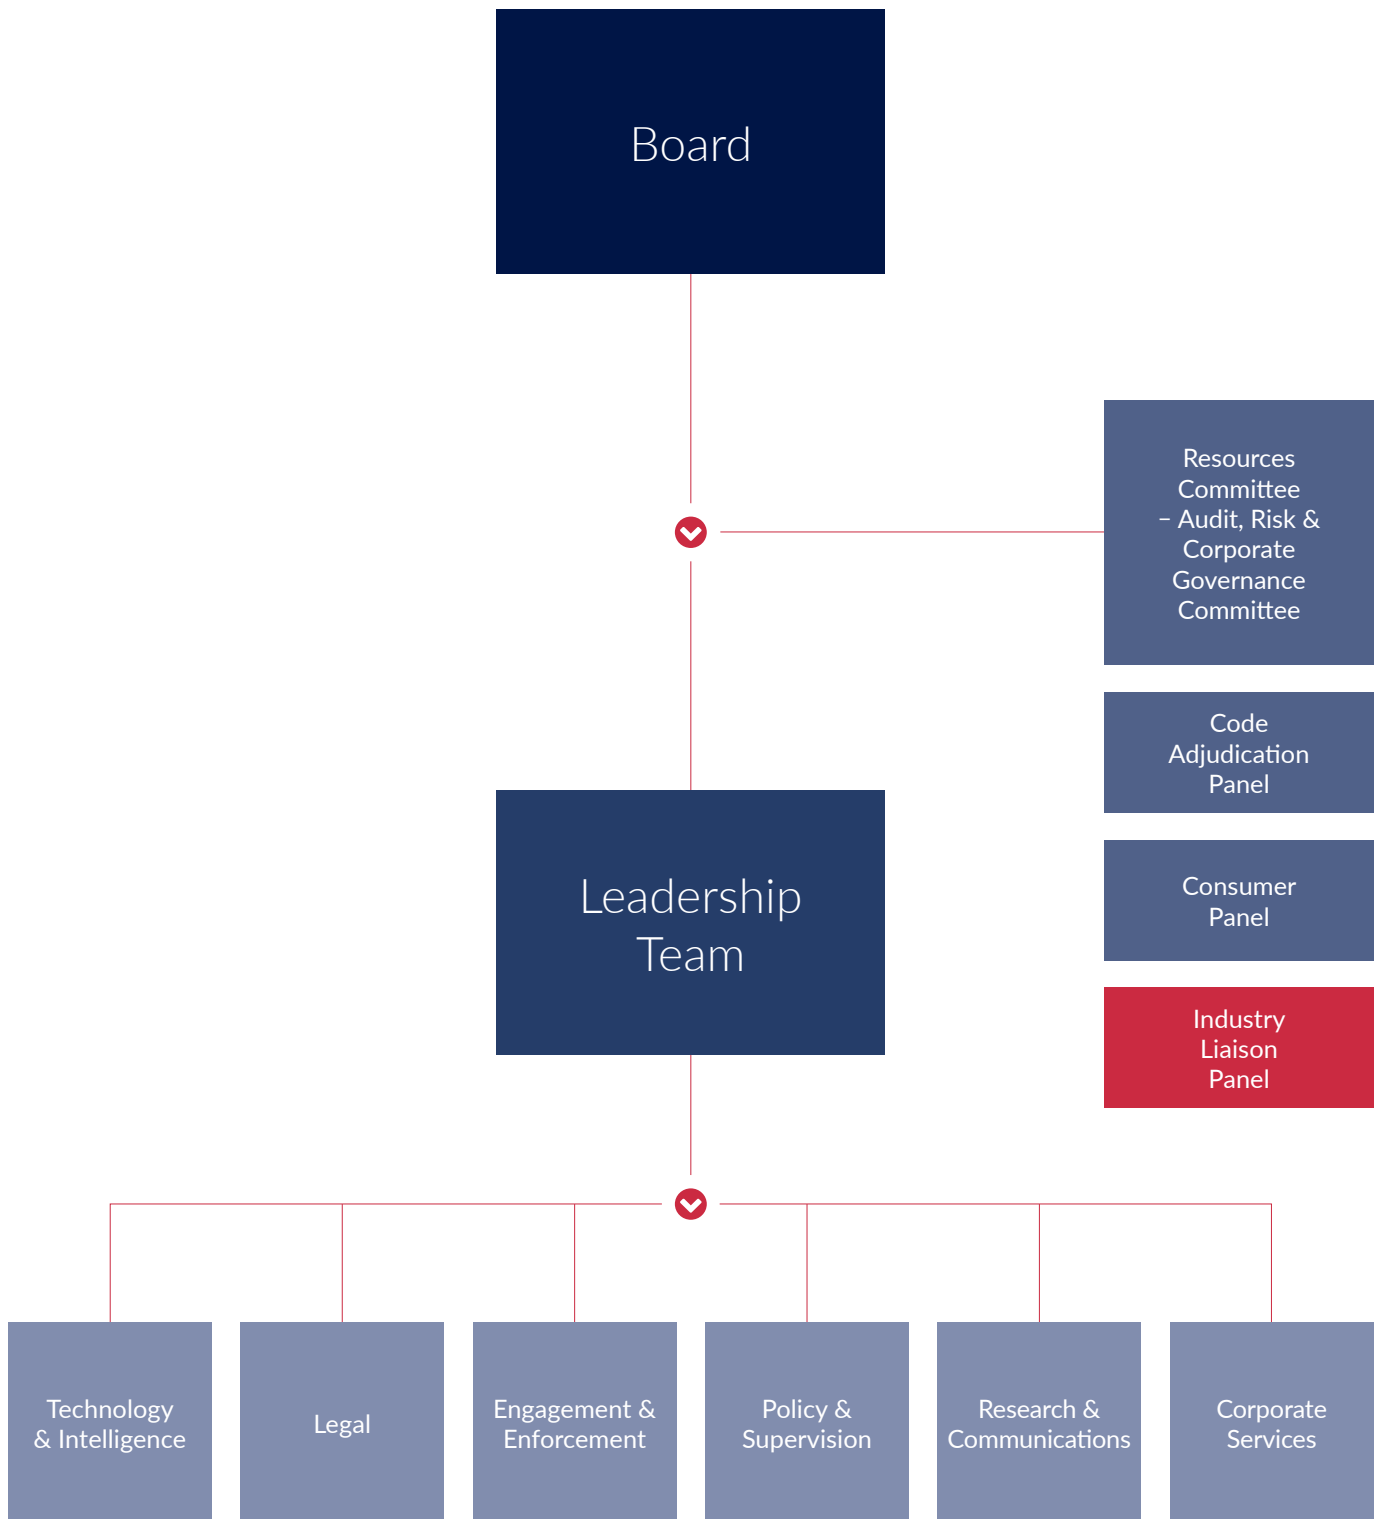 Board
Resources
Committee
– Audit, Risk &
Corporate
Governance
Committee
Code
Adjudication
Panel
Consumer
Panel
Leadership
Team
Industry
Liaison
Panel
Technology
& Intelligence
Legal
Engagement &
Enforcement
Policy &
Supervision
Research &
Communications
Corporate
Services